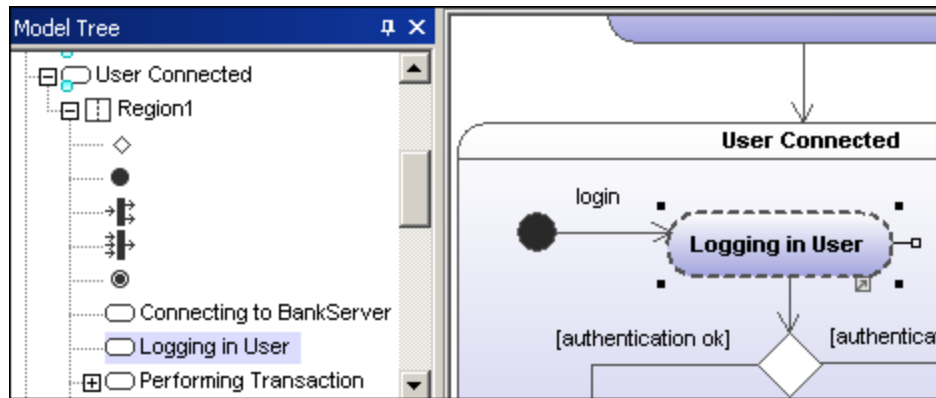 Model Tree
User Connected
Region1
Connecting to BankServer
Logging in User
Performing Transaction
User Connected
login
Logging in User
[authentication ok]